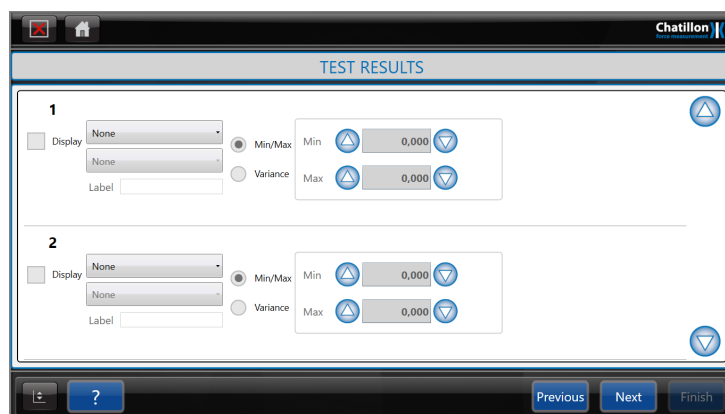 Chatillon
force measurement
TEST RESULTS
1
Display
None
None
Label
Min/Max
Variance
Min
0,000
Max
0,000
2
Display
None
None
Label
Min/Max
Variance
Min
0,000
Max
0,000
?
Previous
Next
Finish